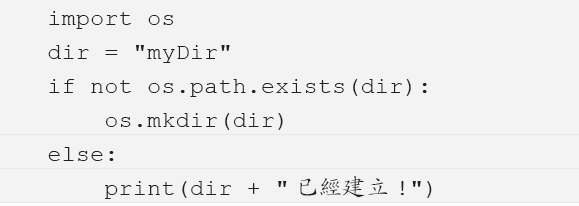 import os
dir = "myDir"
if not os.path.exists(dir):
    os.mkdir(dir)
else:
    print(dir + " 已經建立 !")